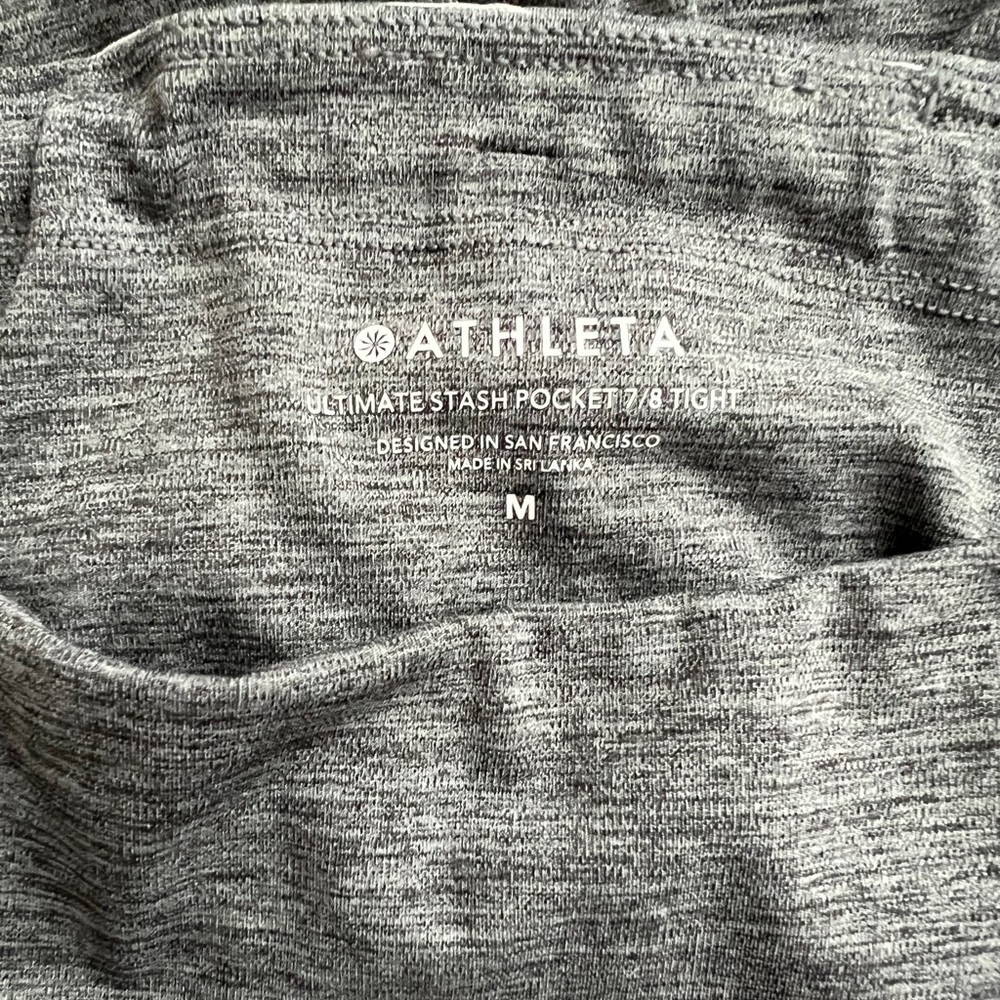 ATHLETA
ULTIMATE STASH POCKET 7/8 TIGHT
DESIGNED IN SAN FRANCISCO
MADE IN SRI LANKA
M